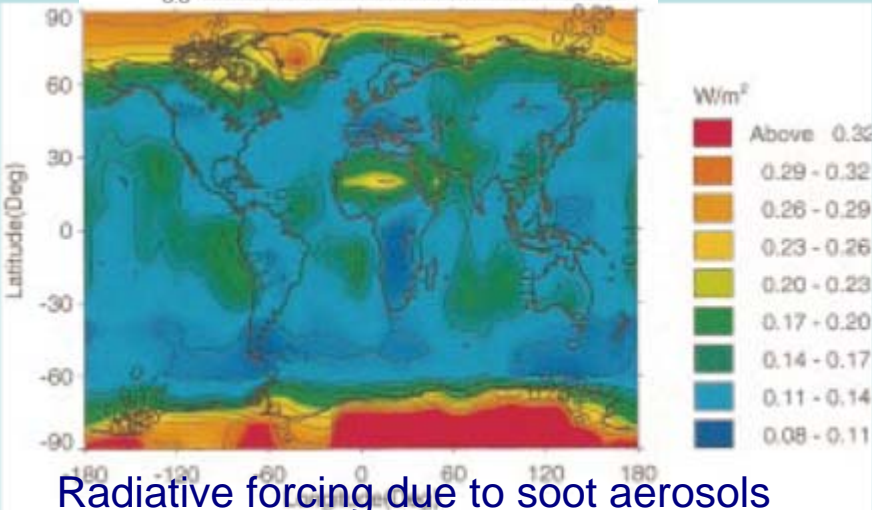 90
60
30
0
-30
-60
-90
Latitude(Deg)
-180 -120 -60 0 60 120 180
Longitude(Deg)
W/m²
Above 0.32
0.29 - 0.32
0.26 - 0.29
0.23 - 0.26
0.20 - 0.23
0.17 - 0.20
0.14 - 0.17
0.11 - 0.14
0.08 - 0.11
Radiative forcing due to soot aerosols